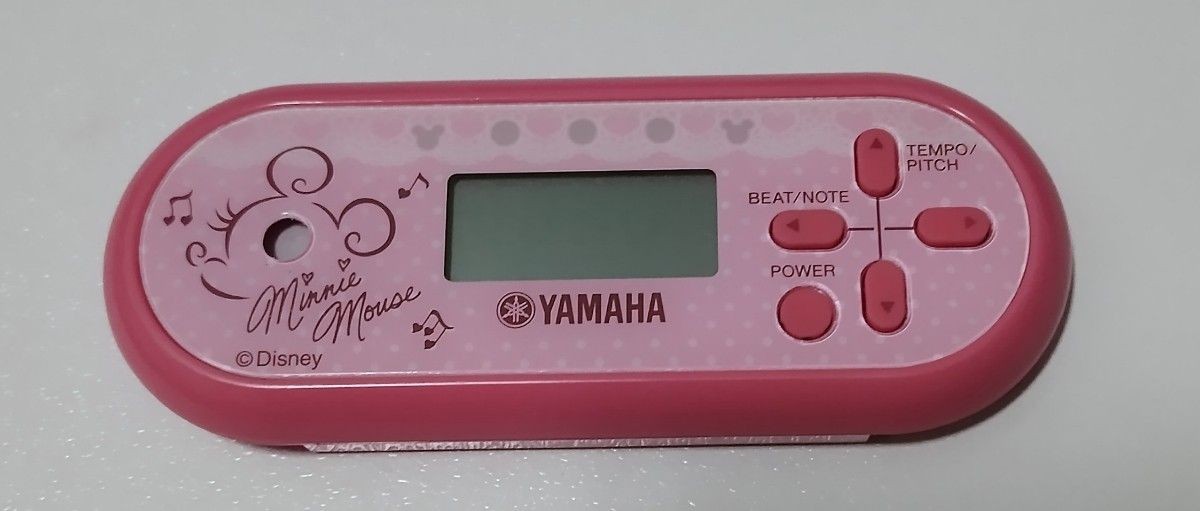 Minnie
Mouse
©Disney
YAMAHA
TEMPO/
PITCH
BEAT/NOTE
POWER